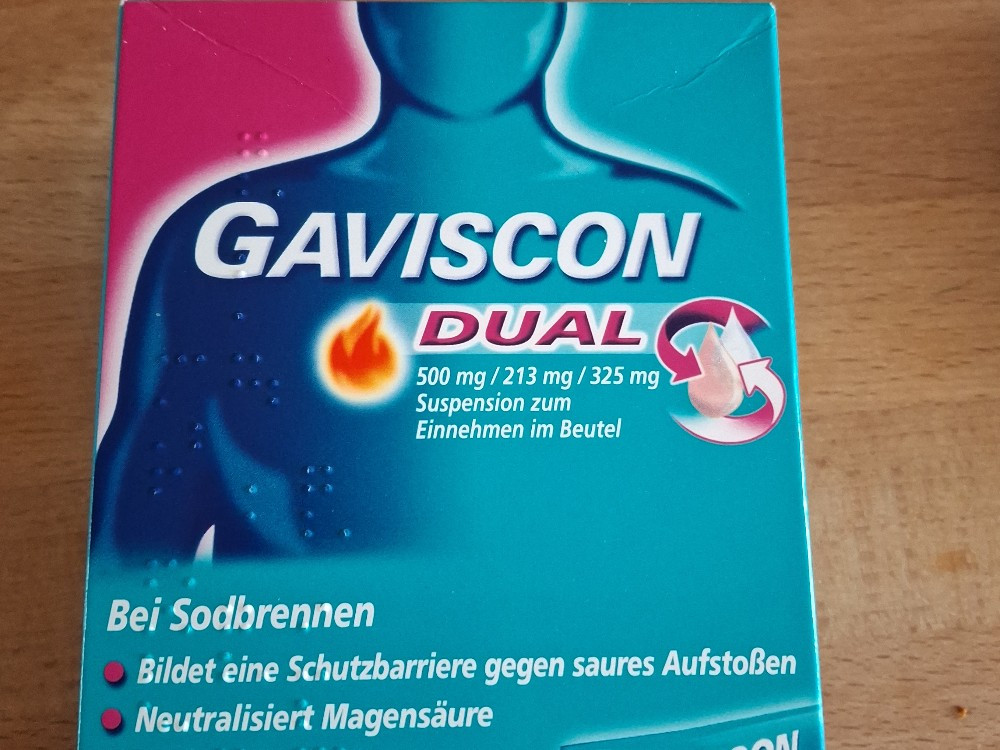 GAVISCON
DUAL
500 mg / 213 mg / 325 mg
Suspension zum
Einnehmen im Beutel
Bei Sodbrennen
Bildet eine Schutzbarriere gegen saures Aufstoßen
Neutralisiert Magensäure